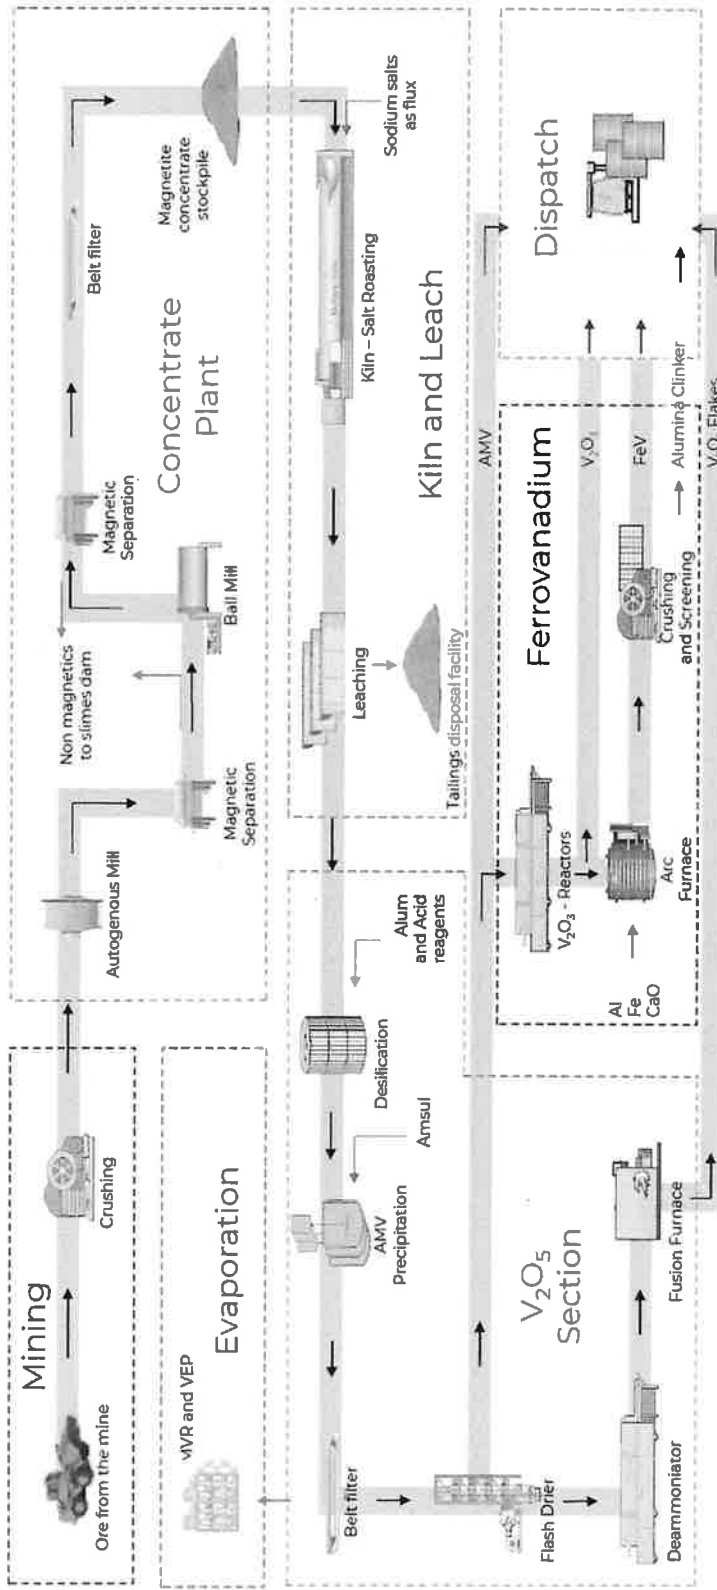 Mining
Ore from the mine
Crushing
Evaporation
MVR and VEP
Concentrate
Plant
Autogenous Mill
Magnetic
Separation
Non magnetics
to slimes dam
Ball Mill
Magnetic
Separation
Belt filter
Magnetite
concentrate
stockpile
Kiln and Leach
Sodium salts
as flux
Kiln – Salt Roasting
Leaching
Tailings disposal facility
V₂O₅
Section
Alum
and Acid
reagents
Desilication
Amsul
AMV
Precipitation
Belt filter
Flash Drier
Deammoniator
Fusion Furnace
Ferrovanadium
V₂O₃ - Reactors
Al
Fe
CaO
Arc
Furnace
Crushing
and Screening
AMV
V₂O₃
FeV
Alumina Clinker
V₂O₅ Flakes
Dispatch